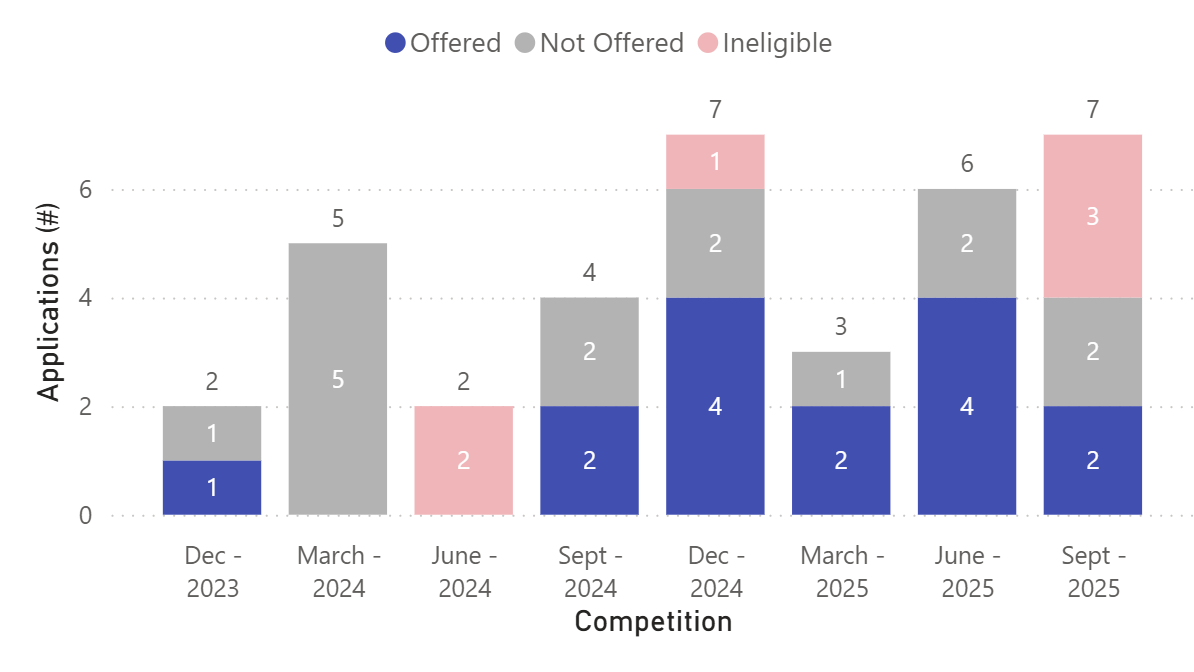 Offered Not Offered Ineligible
Applications (#)
7 7
6
5
4
3
2 2
6
4
2
0
1 1
5
2
2 2
1 2 4
1 2
2 4
3 2 2
Dec - March - June - Sept - Dec - March - June - Sept -
2023 2024 2024 2024 2024 2025 2025 2025
Competition